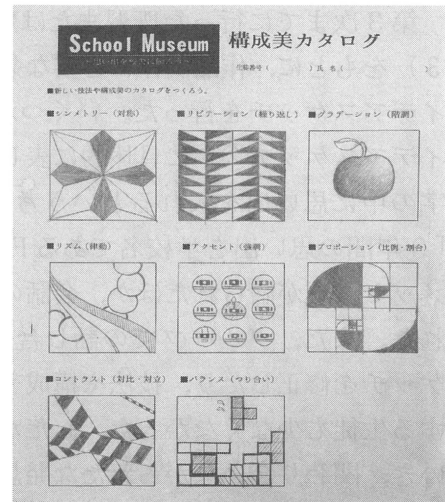 School Museum
構成美カタログ
生徒番号（　　　）氏 名（
■新しい技法や構成美のカタログをつくろう。
■シンメトリー（対称）
■リピテーション（繰り返し）
■グラデーション（階調）
■リズム（律動）
■アクセント（強調）
■プロポーション（比例・割合）
■コントラスト（対比・対立）
■バランス（つり合い）